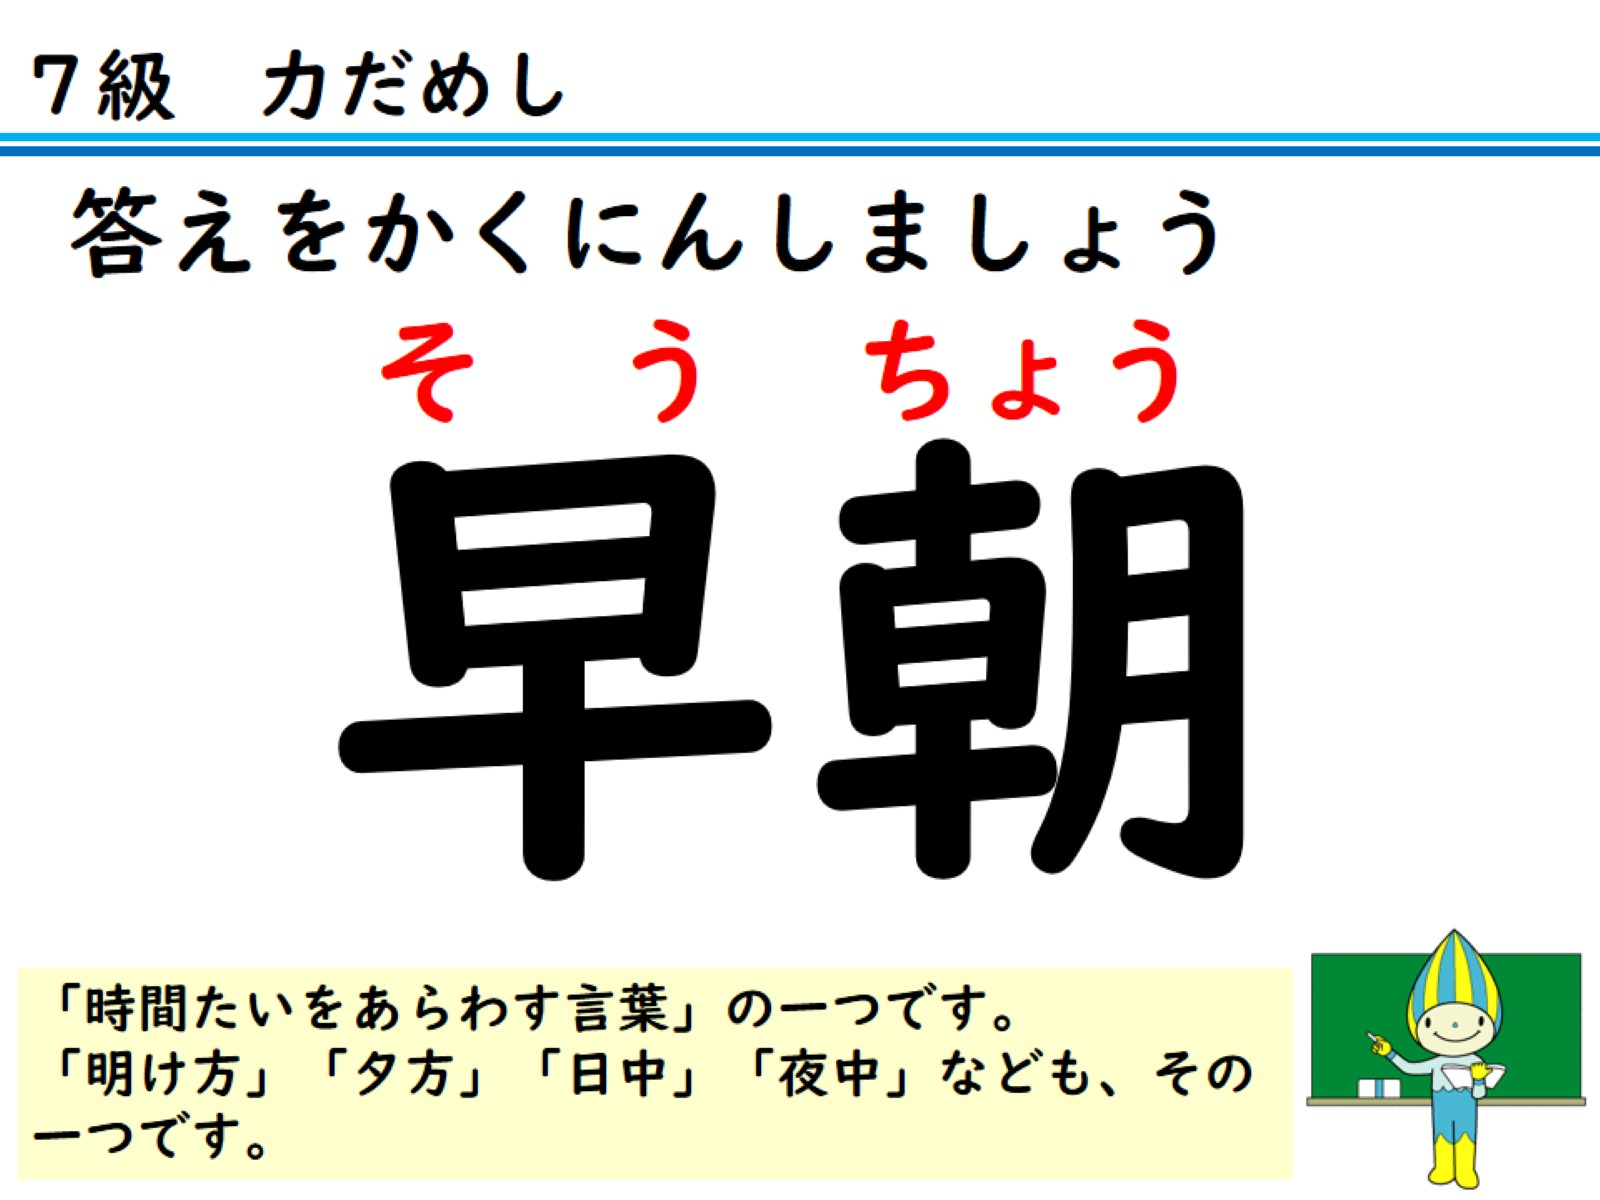 ７級　力だめし
答えをかくにんしましょう
そう　ちょう
早朝
「時間たいをあらわす言葉」の一つです。
「明け方」「夕方」「日中」「夜中」なども、その
一つです。